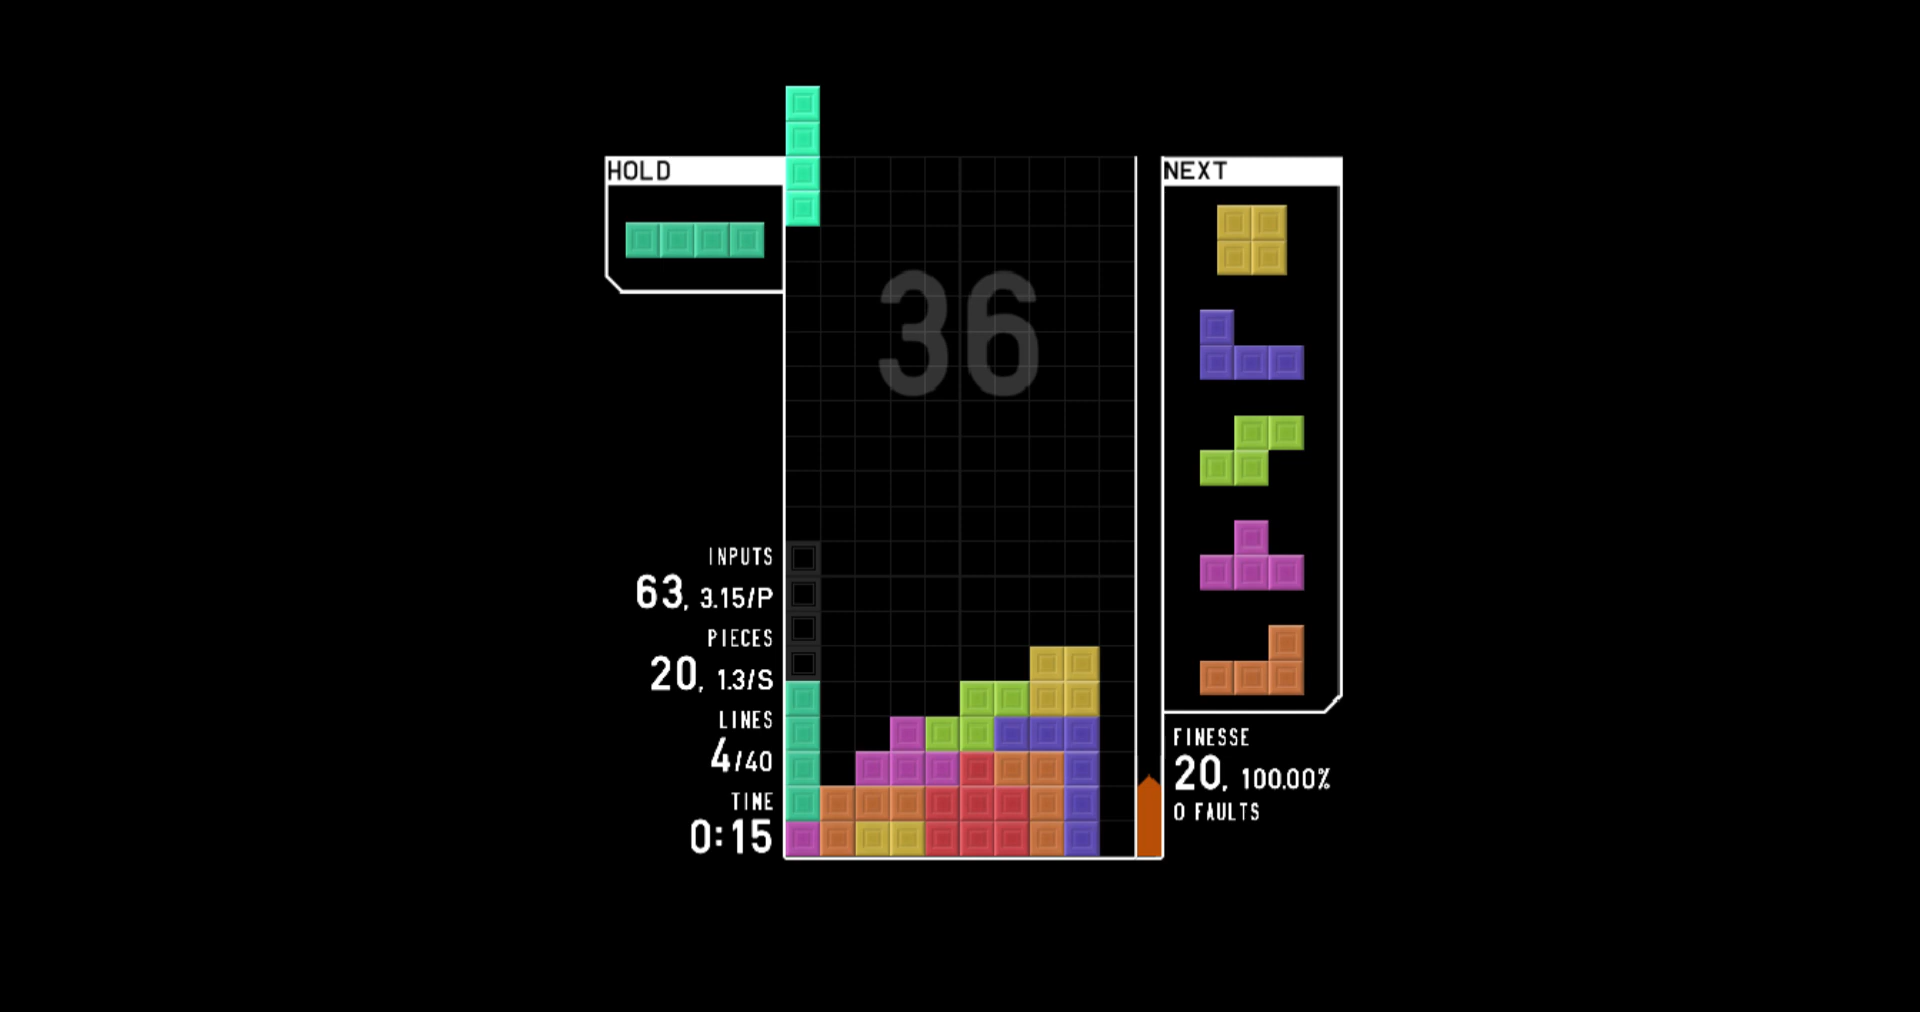 HOLD
NEXT
36
INPUTS
63, 3.15/P
PIECES
20, 1.3/S
LINES
4/40
TIME
0:15
FINESSE
20, 100.00%
0 FAULTS